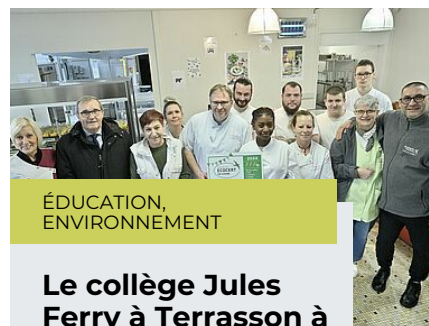 ÉDUCATION,
ENVIRONNEMENT
Le collège Jules
Ferry à Terrasson à